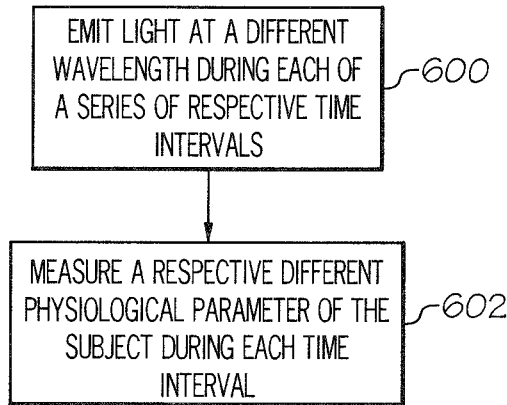 EMIT LIGHT AT A DIFFERENT
WAVELENGTH DURING EACH OF
A SERIES OF RESPECTIVE TIME
INTERVALS
600
MEASURE A RESPECTIVE DIFFERENT
PHYSIOLOGICAL PARAMETER OF THE
SUBJECT DURING EACH TIME
INTERVAL
602